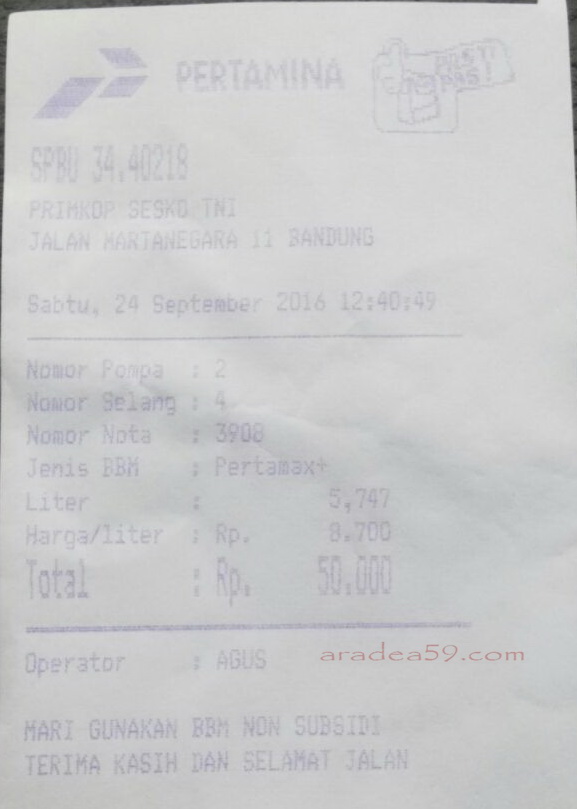 PERTAMINA
PASTI PAS!
SPBU 34.40218
PRIMKOP SESKO TNI
JALAN MARTANEGARA 11 BANDUNG
Sabtu, 24 September 2016 12:40:49
Nomor Pompa : 2
Nomor Selang : 4
Nomor Nota : 3908
Jenis BBM : Pertamax+
Liter : 5,747
Harga/liter : Rp. 8.700
Total : Rp. 50.000
Operator : AGUS
aradea59.com
MARI GUNAKAN BBM NON SUBSIDI
TERIMA KASIH DAN SELAMAT JALAN